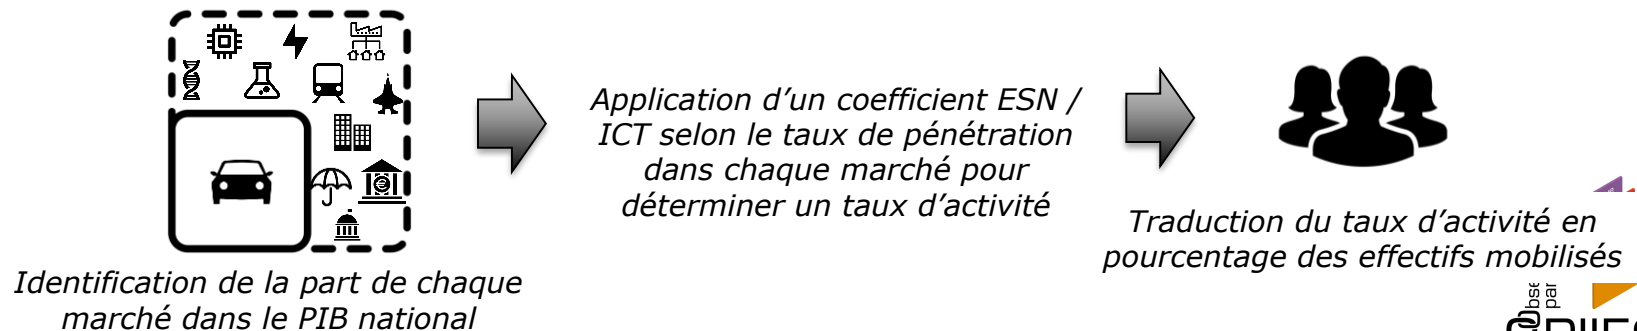 Identification de la part de chaque
marché dans le PIB national
Application d’un coefficient ESN /
ICT selon le taux de pénétration
dans chaque marché pour
déterminer un taux d’activité
Traduction du taux d’activité en
pourcentage des effectifs mobilisés
par